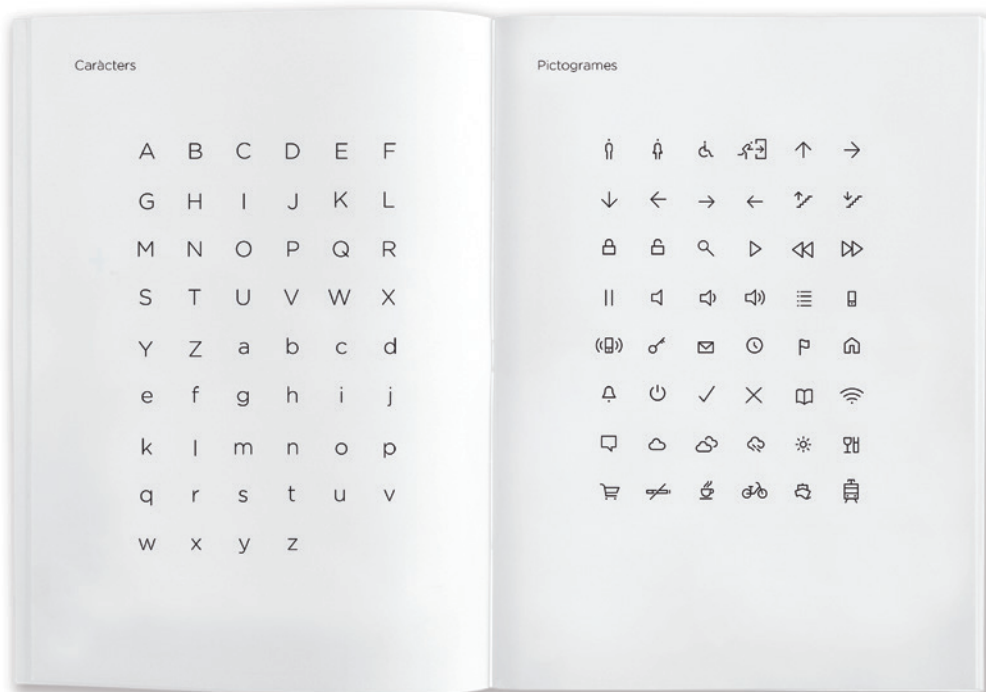 Caràcters
A B C D E F
G H I J K L
M N O P Q R
S T U V W X
Y Z a b c d
e f g h i j
k l m n o p
q r s t u v
w x y z
Pictogrames